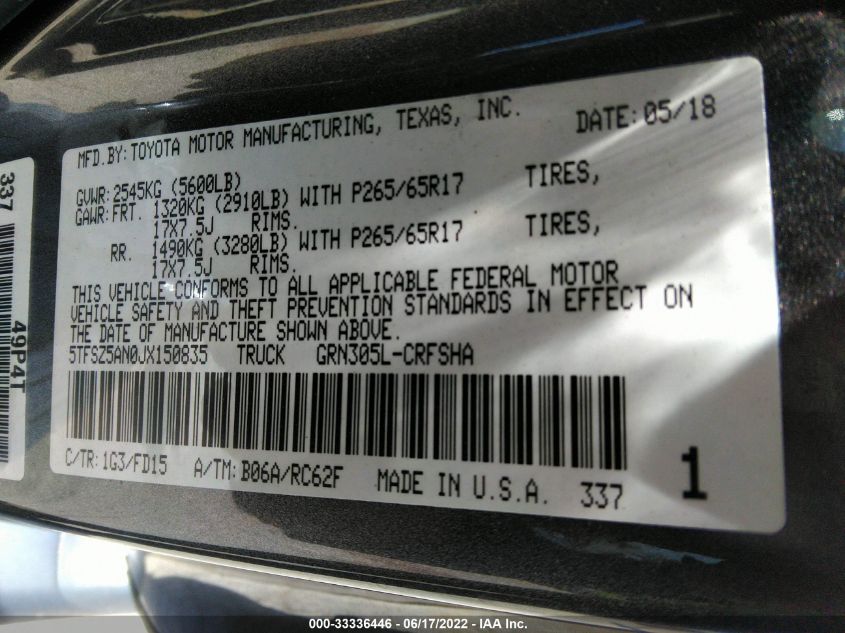 MFD.BY:TOYOTA MOTOR MANUFACTURING, TEXAS, INC. DATE:05/18
GVWR:2545KG (5600LB)
GAWR:FRT. 1320KG (2910LB) WITH P265/65R17 TIRES,
17X7.5J RIMS.
RR. 1490KG (3280LB) WITH P265/65R17 TIRES,
17X7.5J RIMS.
THIS VEHICLE CONFORMS TO ALL APPLICABLE FEDERAL MOTOR
VEHICLE SAFETY AND THEFT PREVENTION STANDARDS IN EFFECT ON
THE DATE OF MANUFACTURE SHOWN ABOVE.
5TFSZ5AN0JX150835 TRUCK GRN305L-CRFSHA
C/TR:1G3/FD15 A/TM:B06A/RC62F MADE IN U.S.A. 337 1
337
49P4T
000-33336446 - 06/17/2022 - IAA Inc.